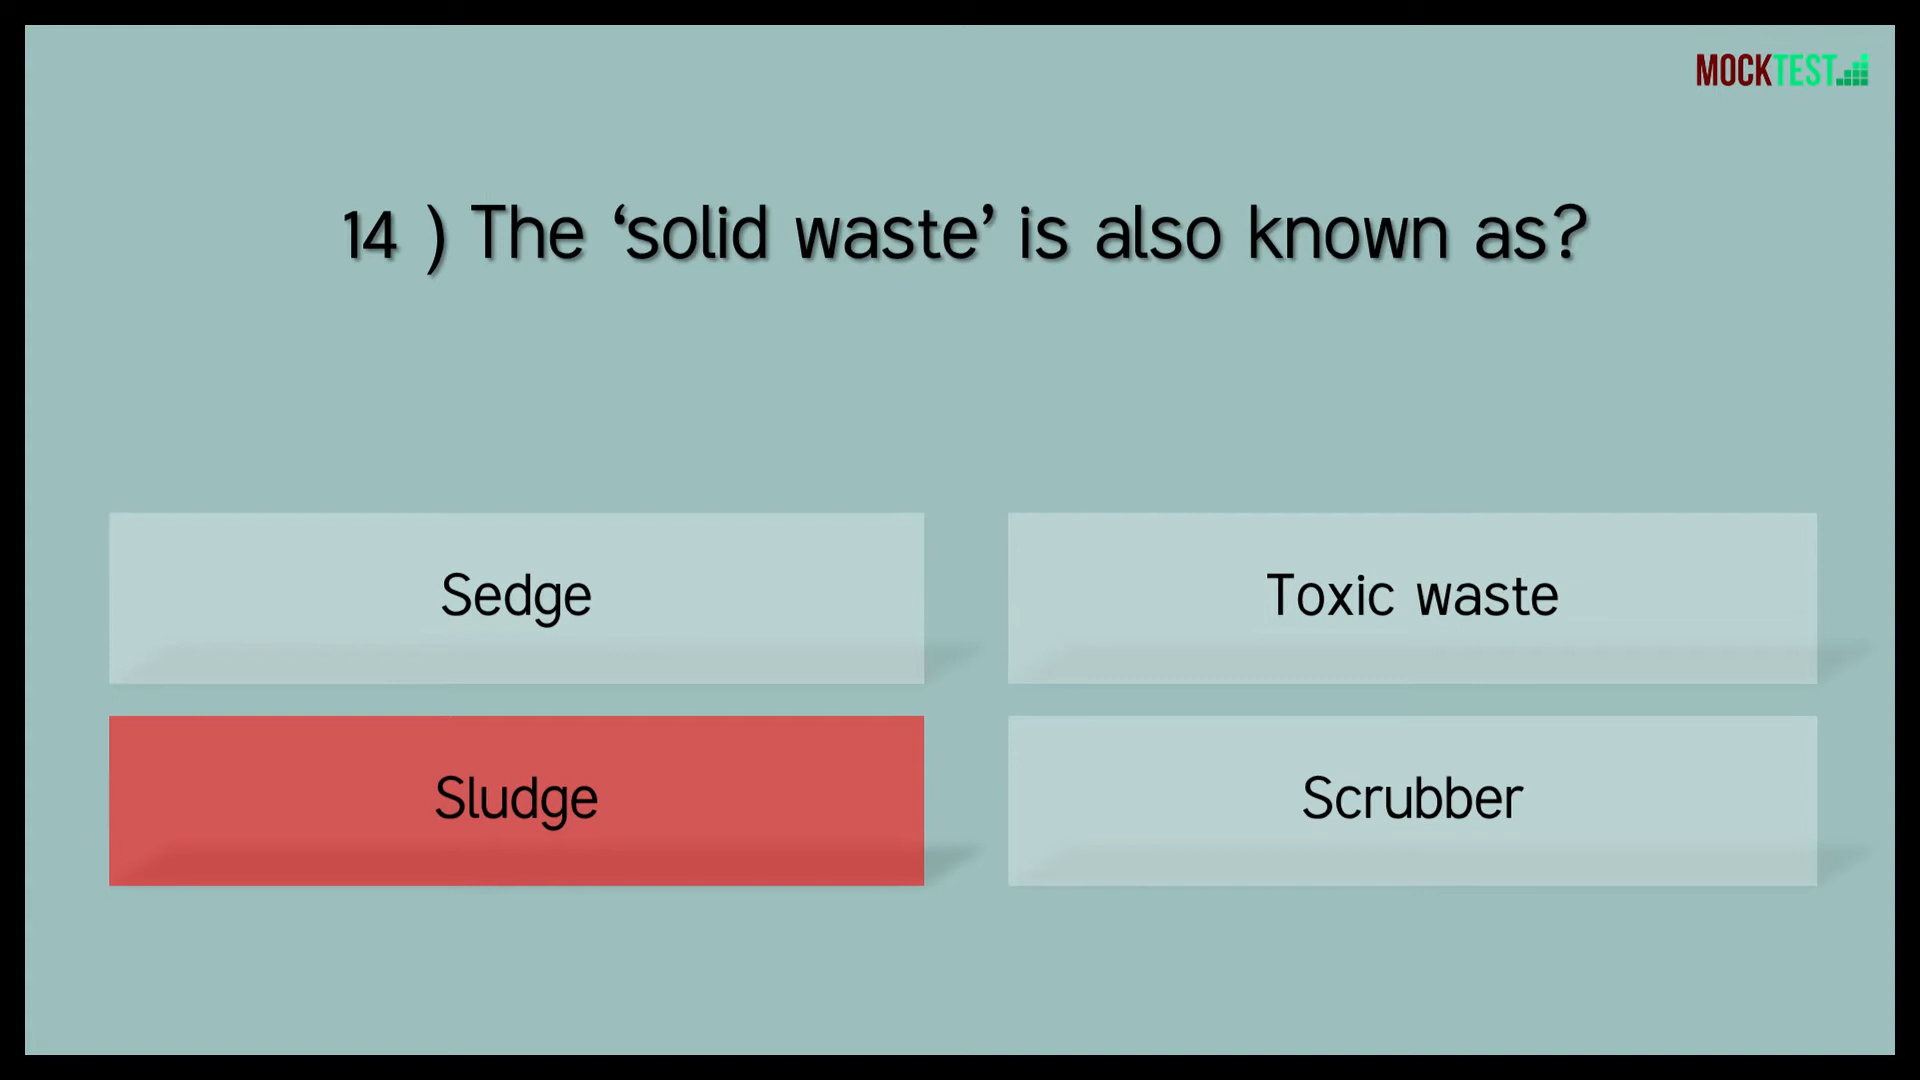 MOCKTEST
14 ) The ‘solid waste’ is also known as?
Sedge
Toxic waste
Sludge
Scrubber